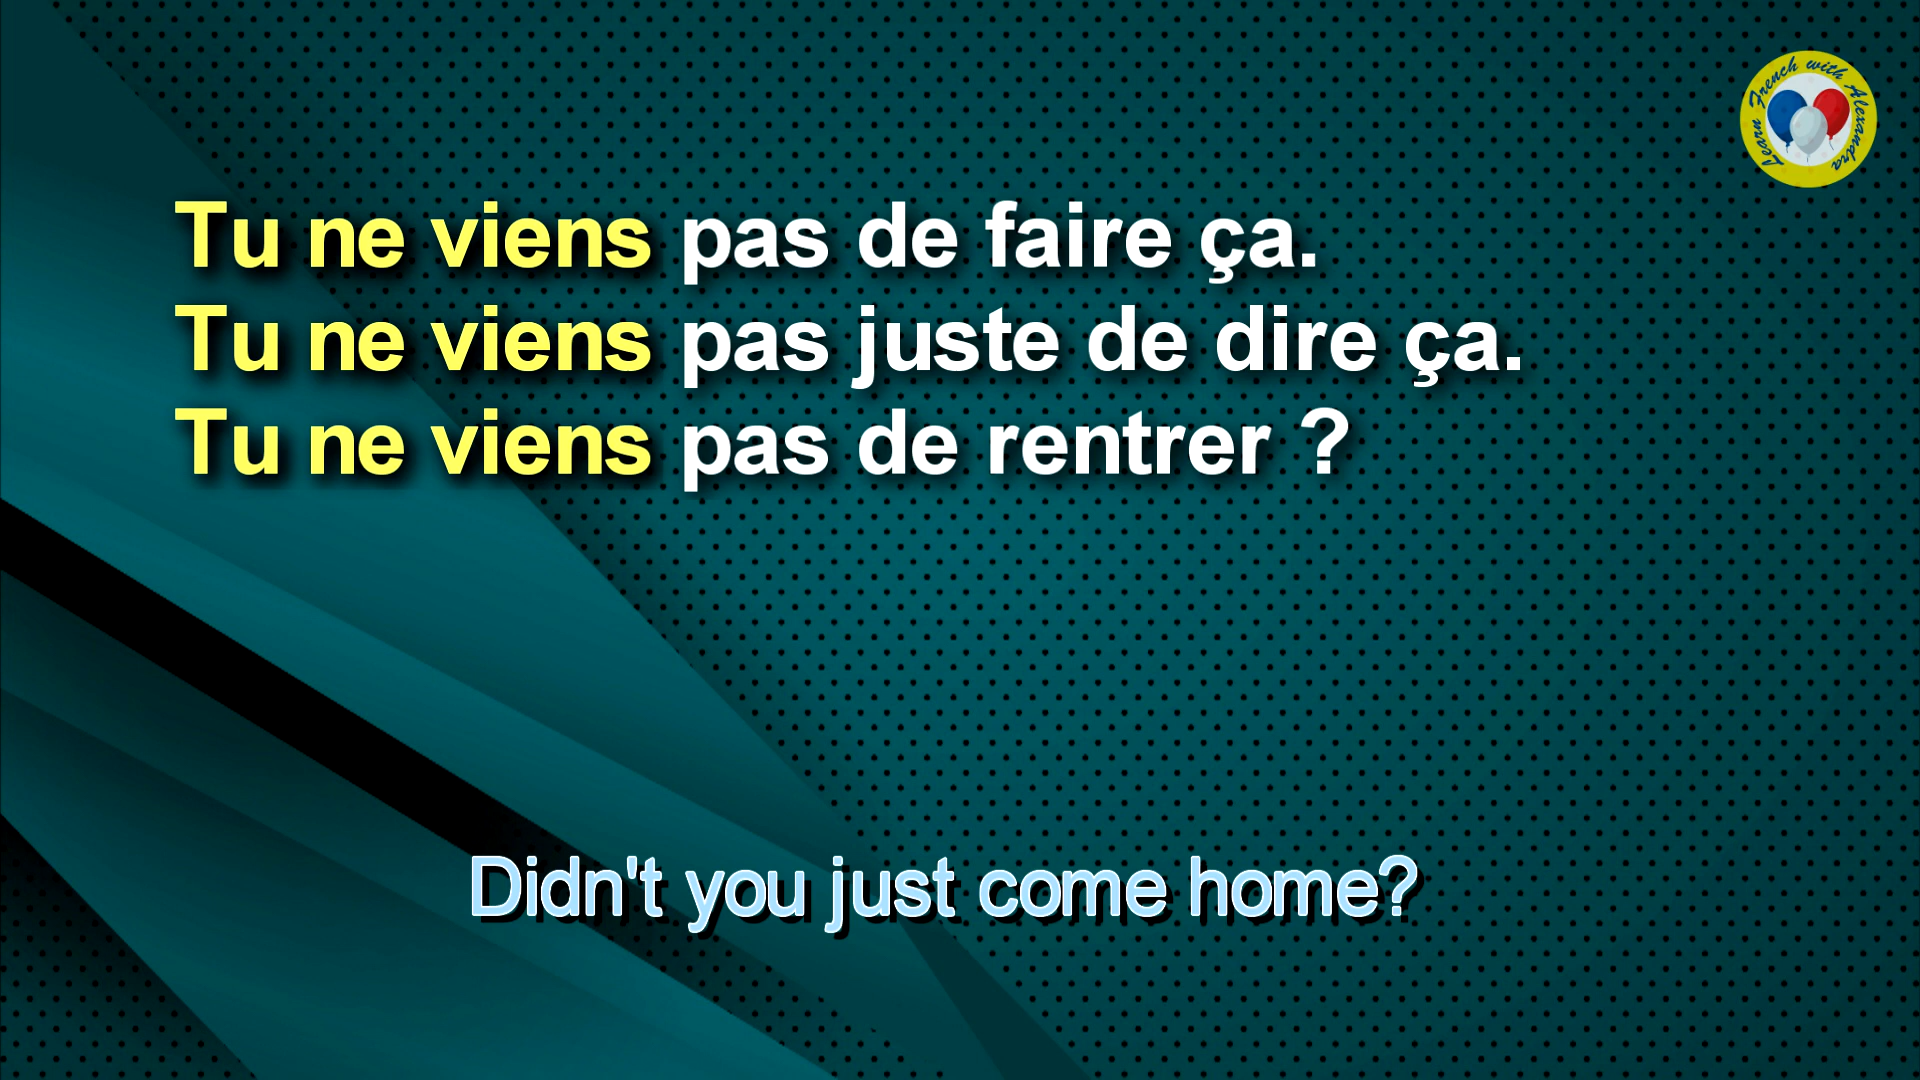 Learn French with Alexandra
Tu ne viens pas de faire ça.
Tu ne viens pas juste de dire ça.
Tu ne viens pas de rentrer ?
Didn't you just come home?